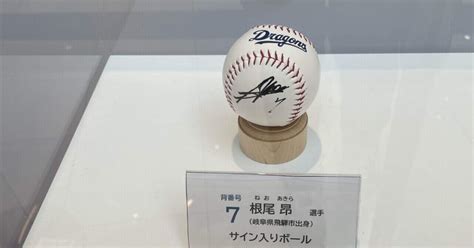 Dragons
背番号
7
ねお あきら
根尾 昂 選手
（岐阜県飛騨市出身）
サイン入りボール